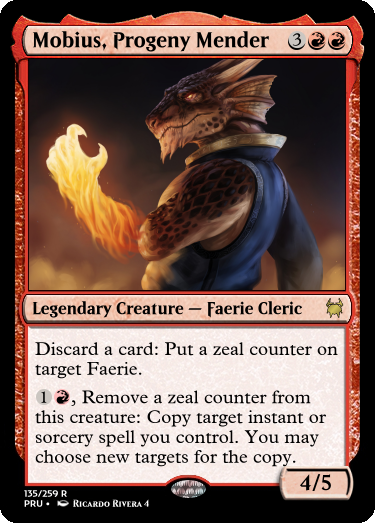 Mobius, Progeny Mender 3
Legendary Creature — Faerie Cleric
Discard a card: Put a zeal counter on
target Faerie.
1, Remove a zeal counter from
this creature: Copy target instant or
sorcery spell you control. You may
choose new targets for the copy.
4/5
135/259 R
PRU • Ricardo Rivera 4